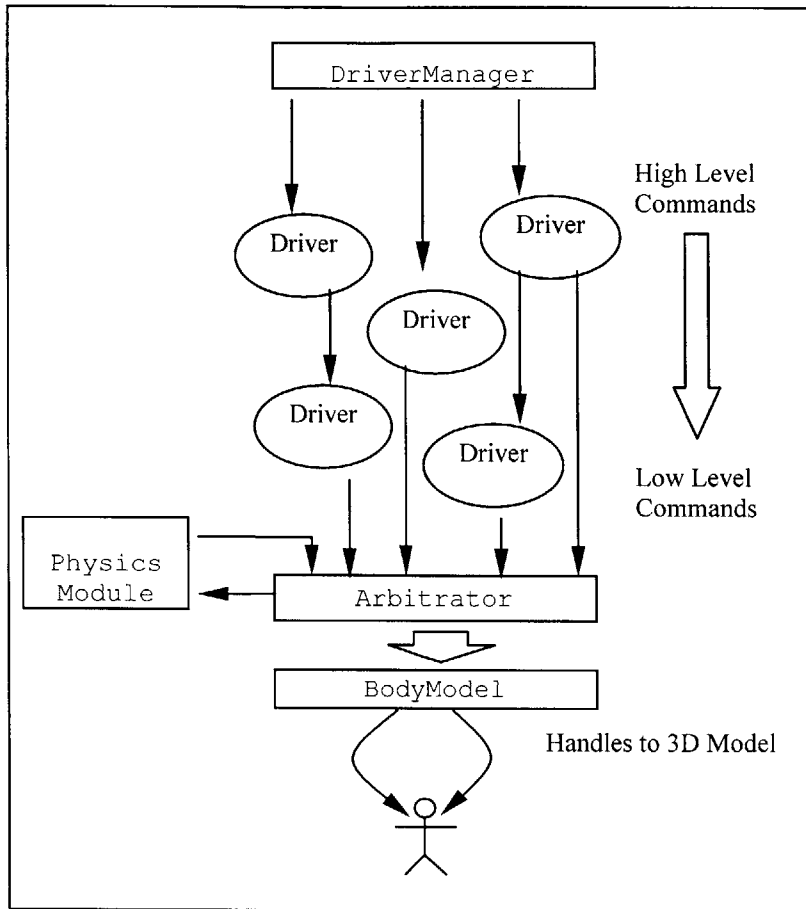 DriverManager
High Level
Commands
Driver
Driver
Driver
Driver
Driver
Low Level
Commands
Physics
Module
Arbitrator
BodyModel
Handles to 3D Model